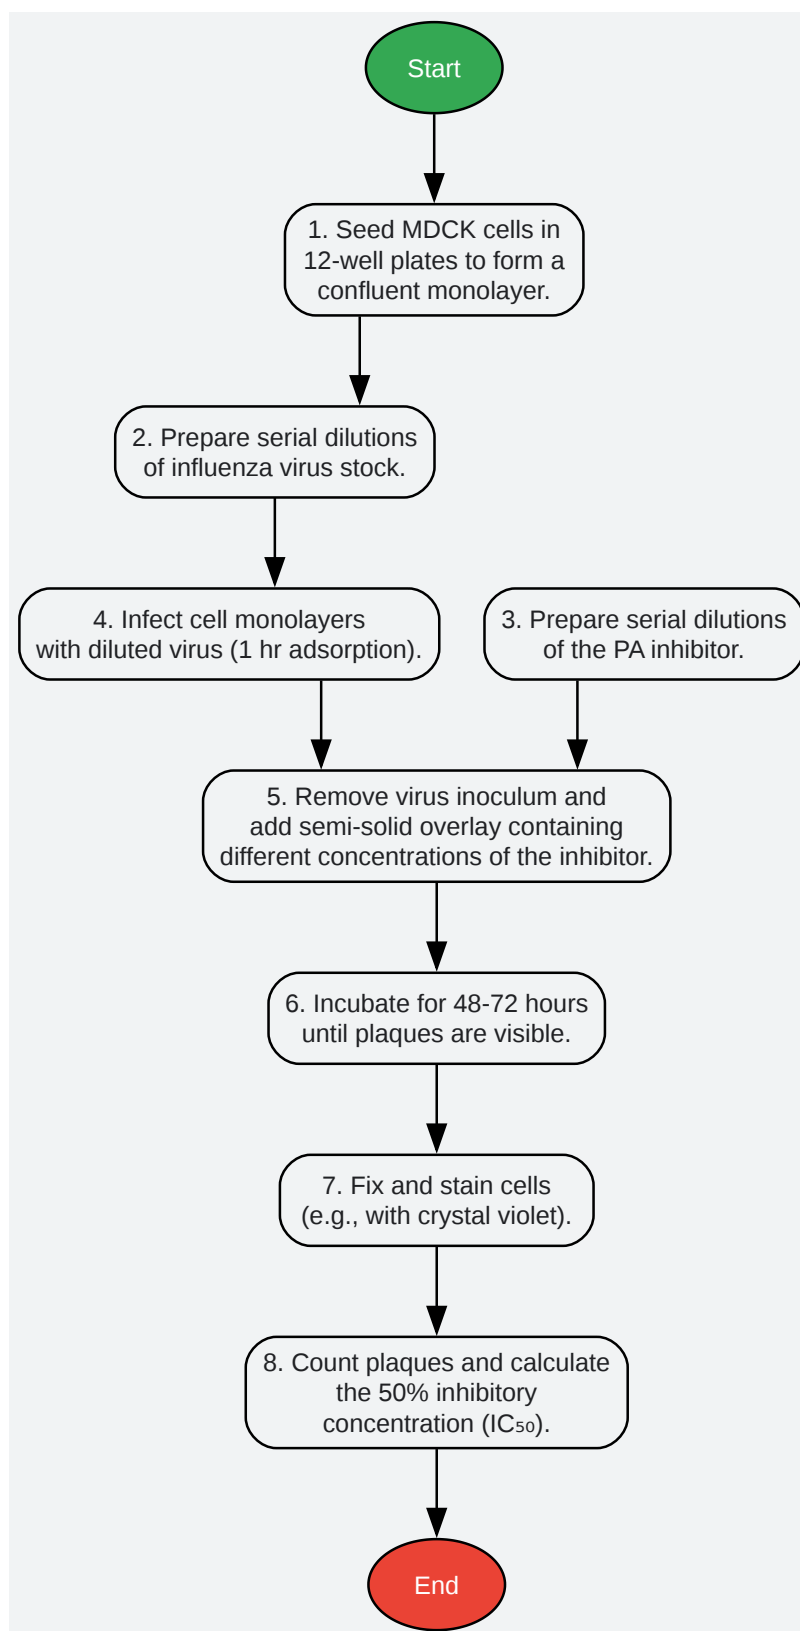 Start
1. Seed MDCK cells in
12-well plates to form a
confluent monolayer.
2. Prepare serial dilutions
of influenza virus stock.
4. Infect cell monolayers
with diluted virus (1 hr adsorption).
3. Prepare serial dilutions
of the PA inhibitor.
5. Remove virus inoculum and
add semi-solid overlay containing
different concentrations of the inhibitor.
6. Incubate for 48-72 hours
until plaques are visible.
7. Fix and stain cells
(e.g., with crystal violet).
8. Count plaques and calculate
the 50% inhibitory
concentration (IC₅₀).
End